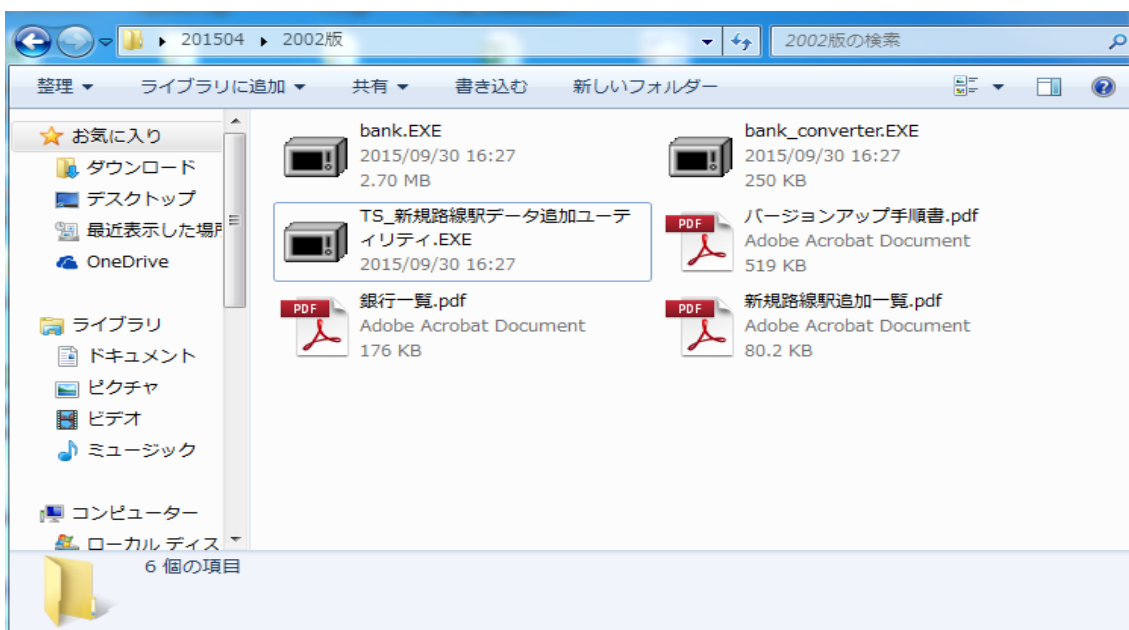 201504 ▸ 2002版
2002版の検索
整理 ライブラリに追加 共有 書き込む 新しいフォルダー
お気に入り
ダウンロード
デスクトップ
最近表示した場所
OneDrive
ライブラリ
ドキュメント
ピクチャ
ビデオ
ミュージック
コンピューター
ローカル ディス
bank.EXE
2015/09/30 16:27
2.70 MB
bank_converter.EXE
2015/09/30 16:27
250 KB
TS_新規路線駅データ追加ユーテ
ィリティ.EXE
2015/09/30 16:27
PDF
バージョンアップ手順書.pdf
Adobe Acrobat Document
519 KB
PDF
銀行一覧.pdf
Adobe Acrobat Document
176 KB
PDF
新規路線駅追加一覧.pdf
Adobe Acrobat Document
80.2 KB
6 個の項目